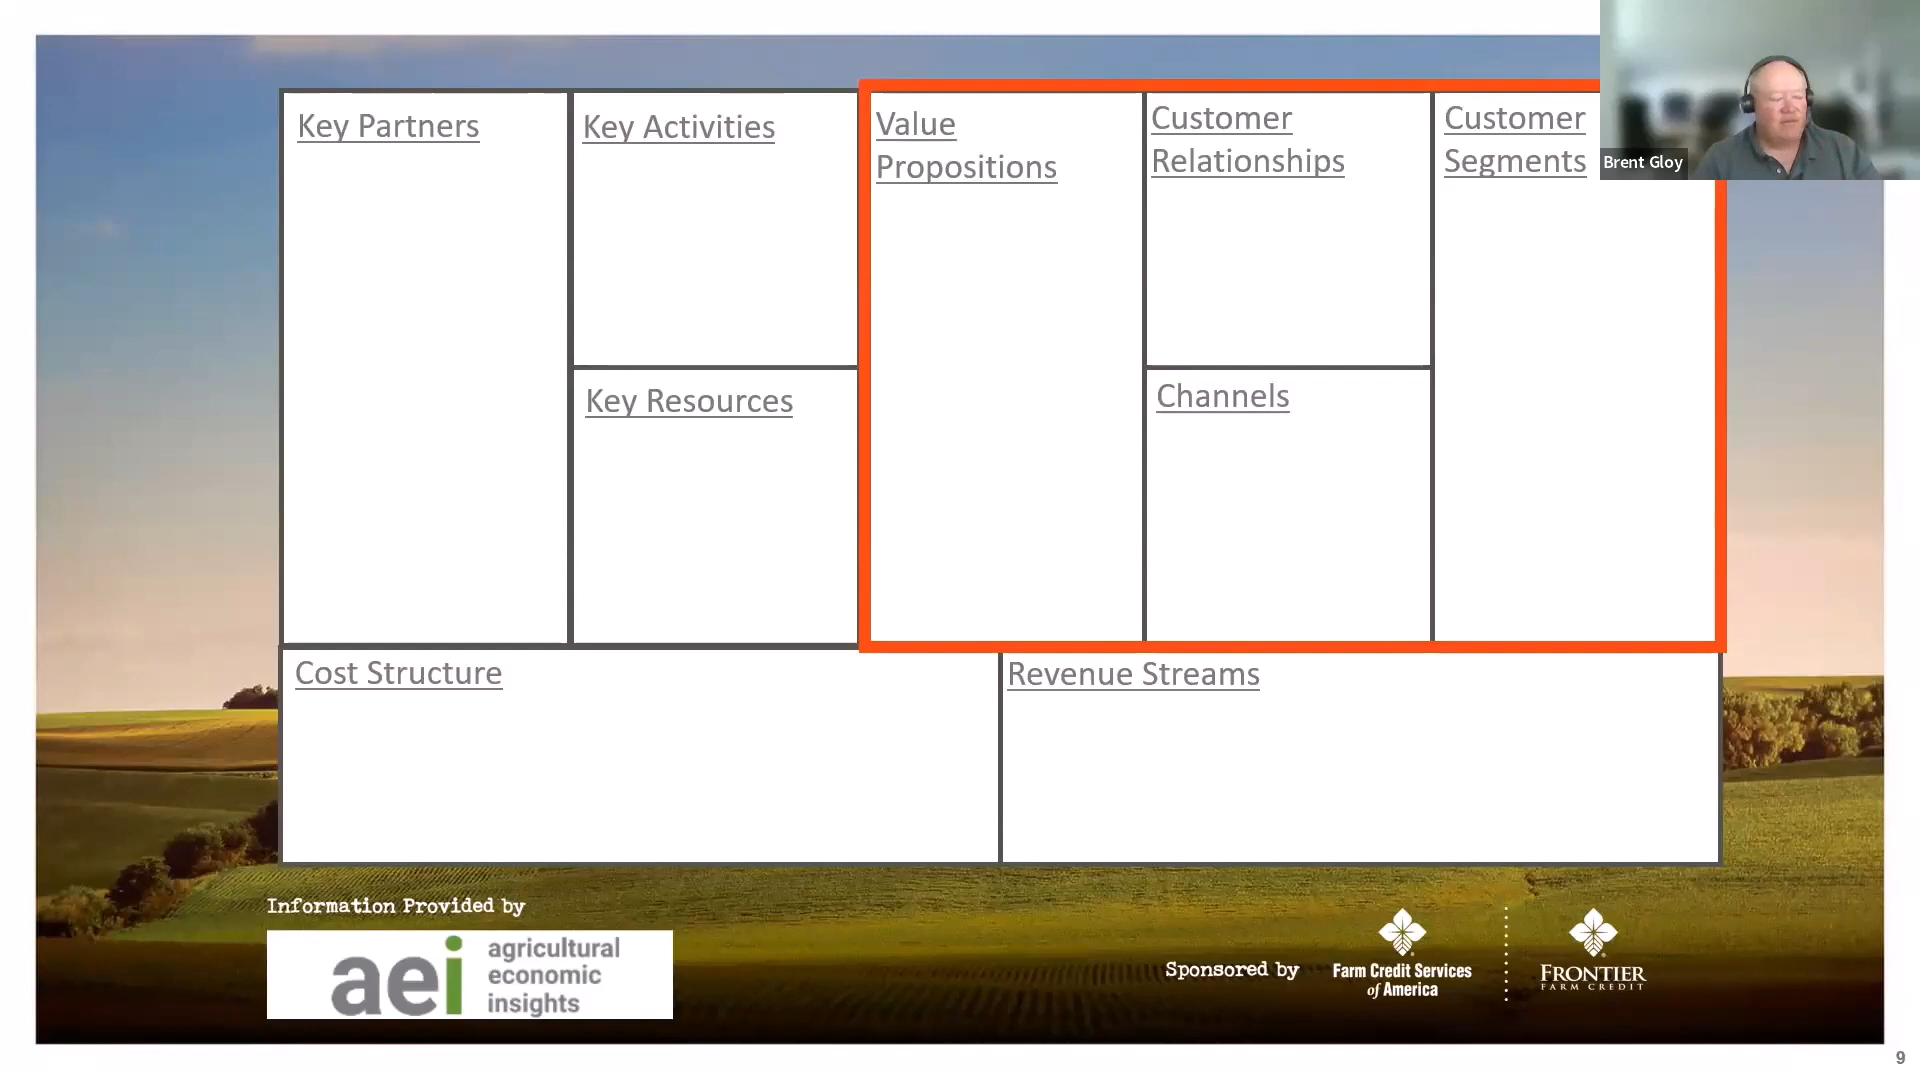 Key Partners
Key Activities
Value
Propositions
Customer
Relationships
Customer
Segments
Brent Gloy
Key Resources
Channels
Cost Structure
Revenue Streams
Information Provided by
aei
agricultural
economic
insights
Sponsored by
Farm Credit Services
of America
FRONTIER
FARM CREDIT
9